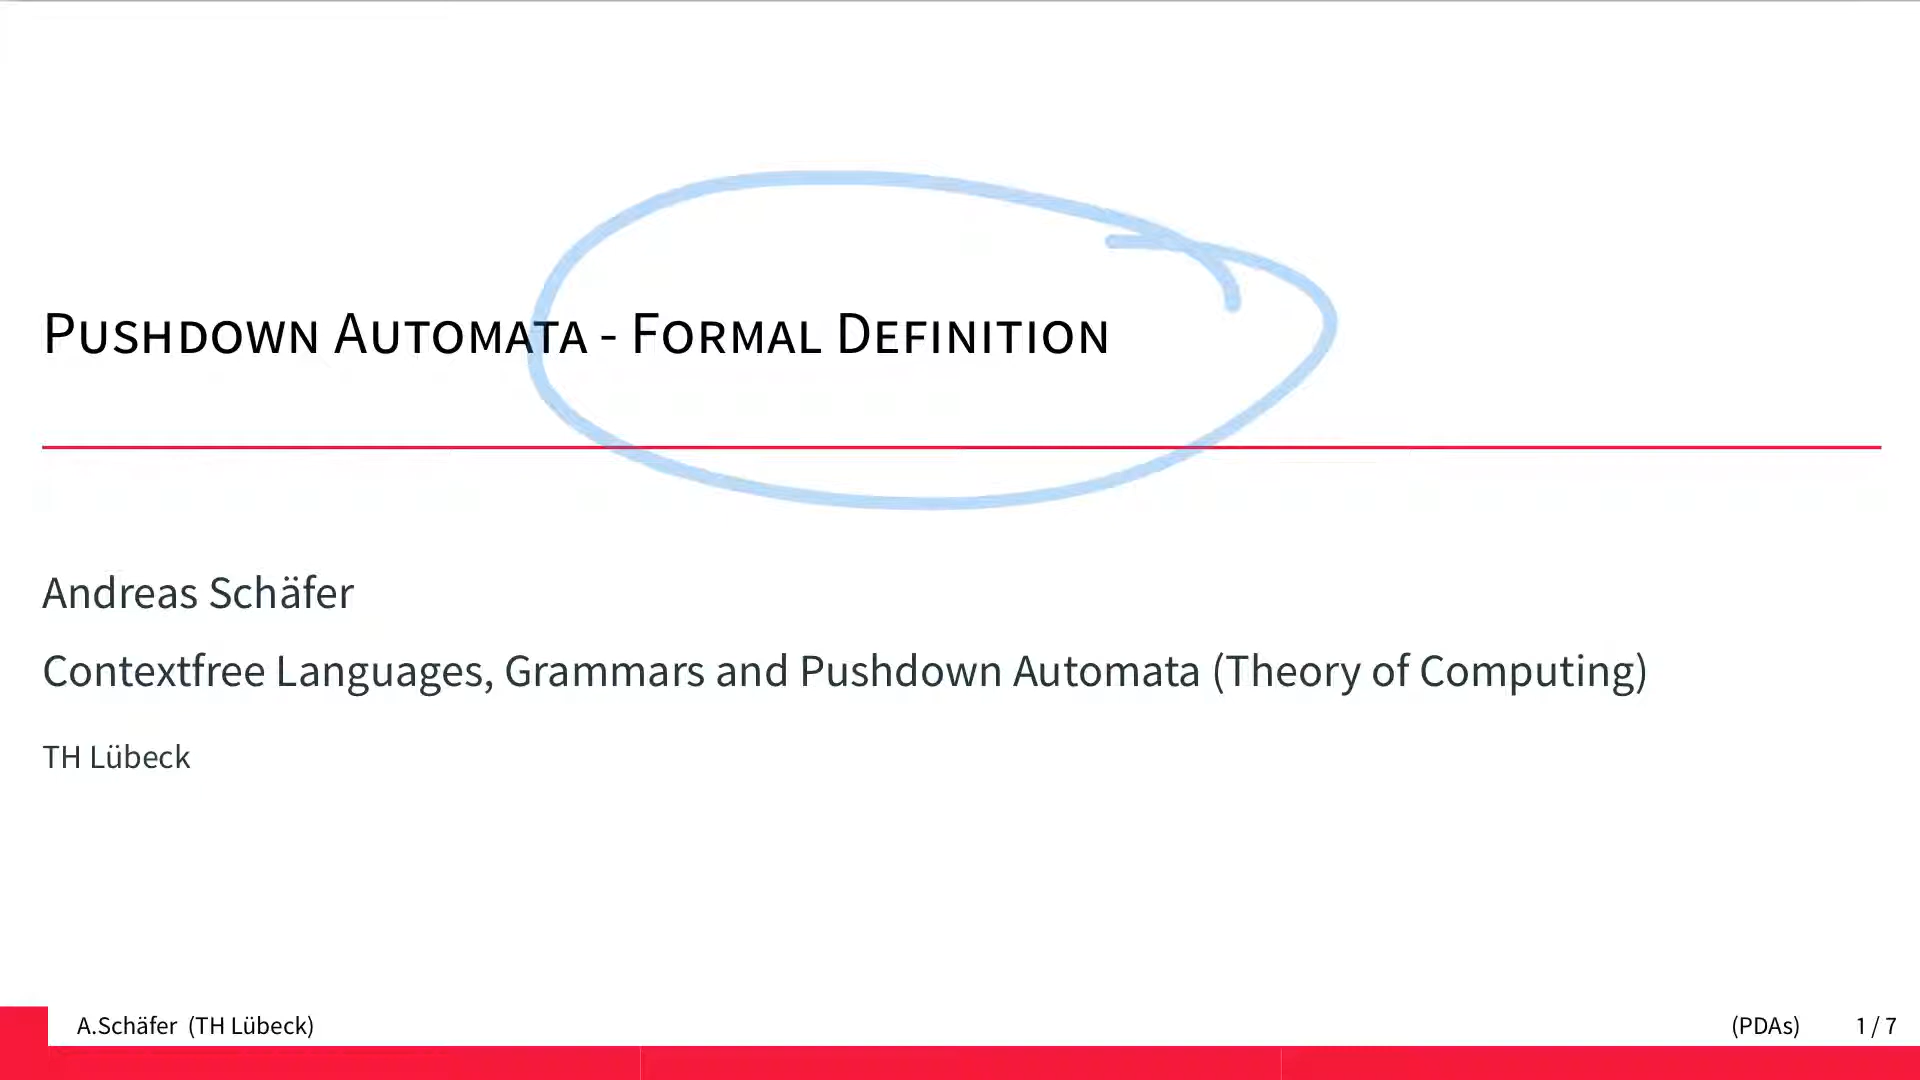 Pushdown Automata - Formal Definition
Andreas Schäfer
Contextfree Languages, Grammars and Pushdown Automata (Theory of Computing)
TH Lübeck
A.Schäfer (TH Lübeck) (PDAs) 1 / 7